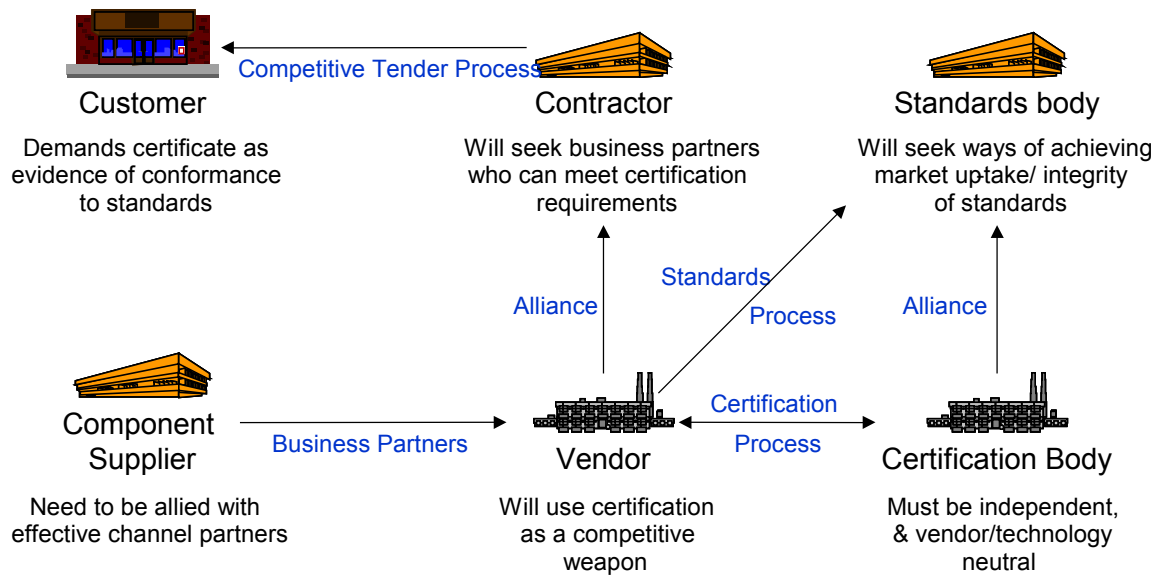 Competitive Tender Process
Customer
Demands certificate as
evidence of conformance
to standards
Contractor
Will seek business partners
who can meet certification
requirements
Standards body
Will seek ways of achieving
market up-take/ integrity
of standards
Alliance
Standards
Process
Alliance
Component
Supplier
Need to be allied with
effective channel partners
Business Partners
Vendor
Will use certification
as a competitive
weapon
Certification
Process
Certification Body
Must be independent,
& vendor/technology
neutral